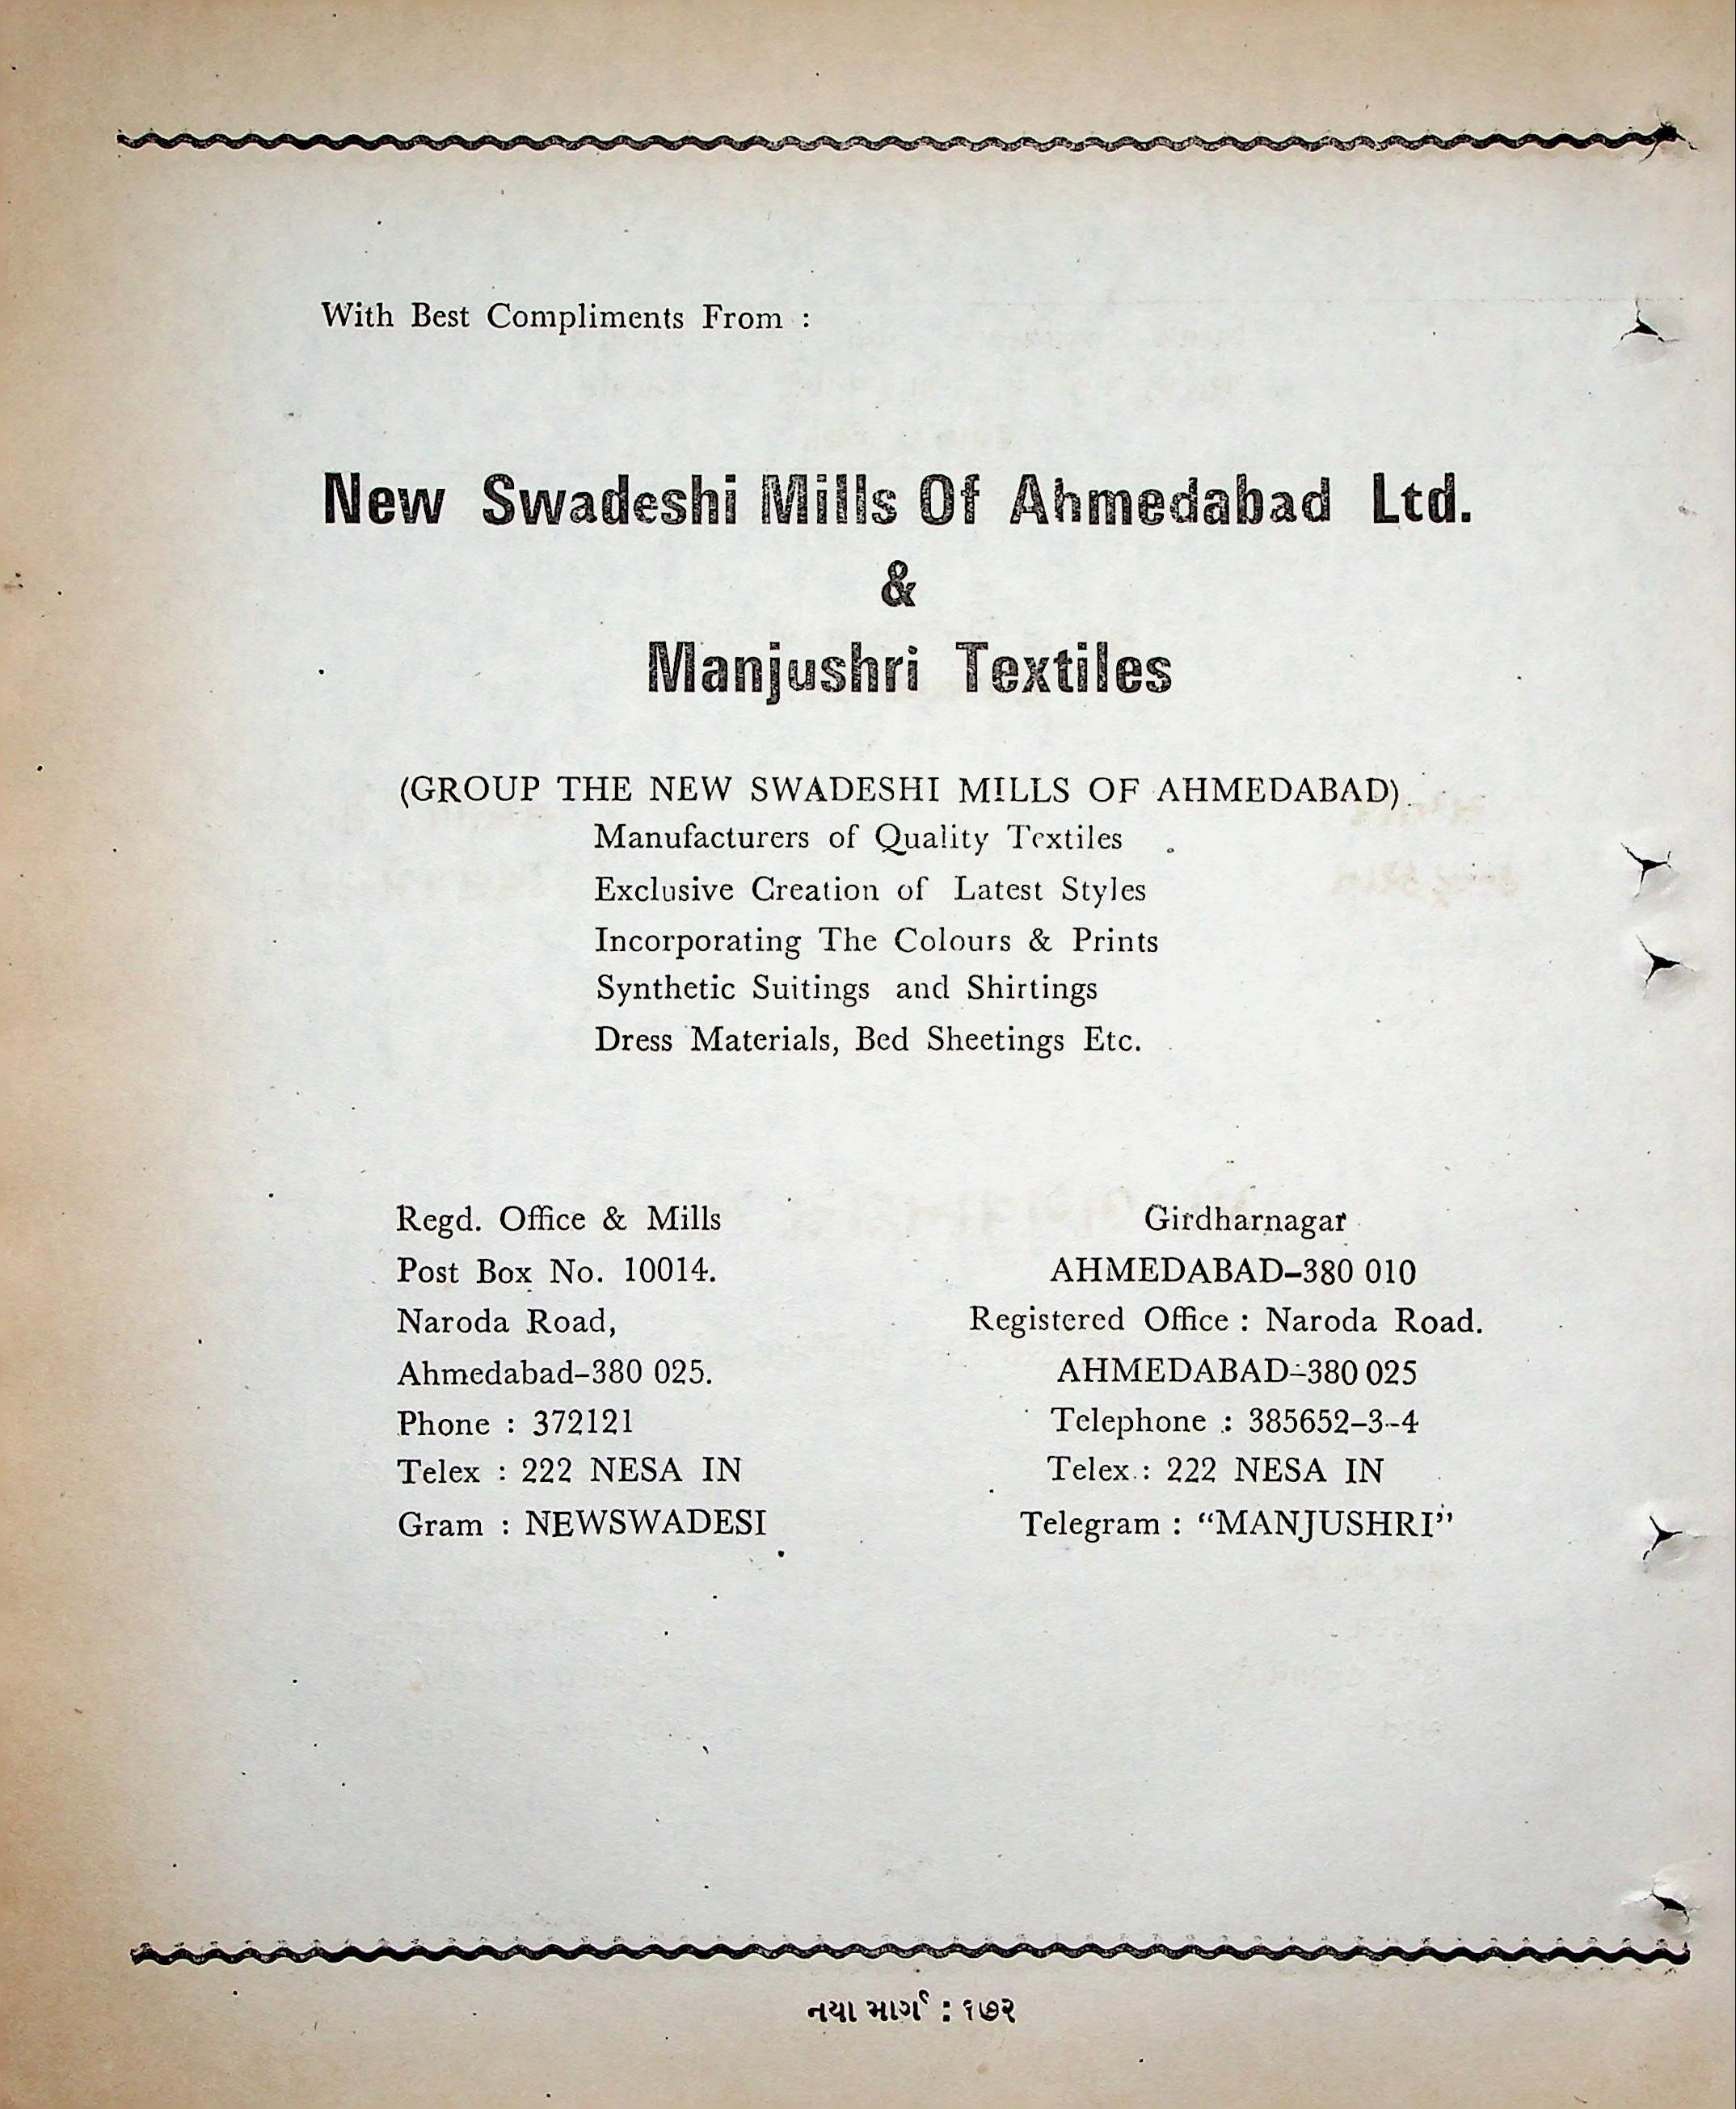 With Best Compliments From :
New Swadeshi Mills Of Ahmedabad Ltd.
&
Manjushri Textiles
(GROUP THE NEW SWADESHI MILLS OF AHMEDABAD)
Manufacturers of Quality Textiles
Exclusive Creation of Latest Styles
Incorporating The Colours & Prints
Synthetic Suitings and Shirtings
Dress Materials, Bed Sheetings Etc.
Regd. Office & Mills
Post Box No. 10014.
Naroda Road,
Ahmedabad–380 025.
Phone : 372121
Telex : 222 NESA IN
Gram : NEWSWADESI
Girdharnagar
AHMEDABAD–380 010
Registered Office : Naroda Road.
AHMEDABAD–380 025
Telephone : 385652–3–4
Telex : 222 NESA IN
Telegram : “MANJUSHRI”
નયા માર્ગ : ૧૭૨